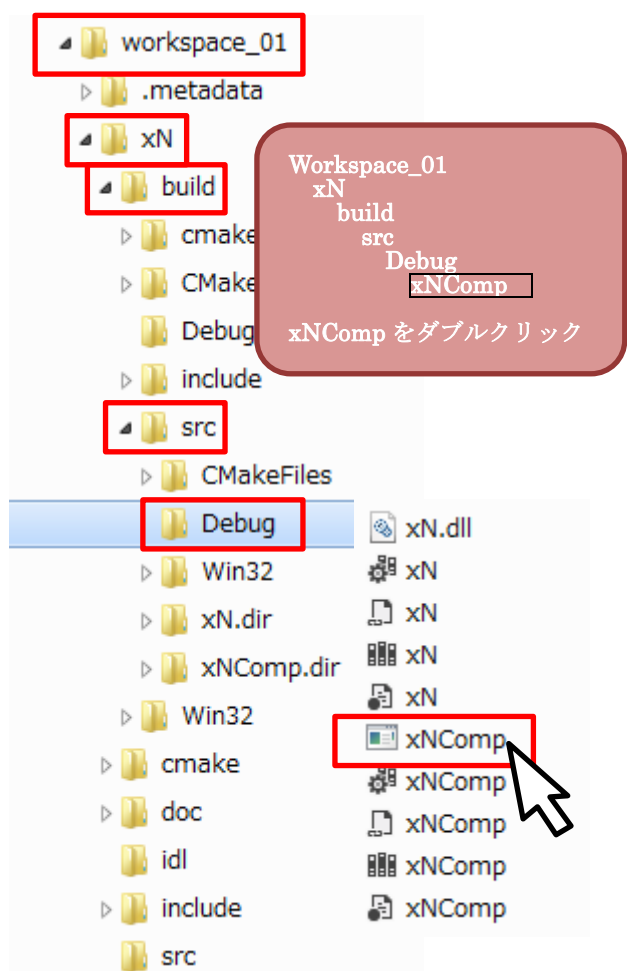 workspace_01
.metadata
xN
build
cmake
CMake
Debug
include
src
CMakeFiles
Debug
Win32
xN.dir
xNComp.dir
Win32
cmake
doc
idl
include
src
Workspace_01
xN
build
src
Debug
xNComp
xNComp をダブルクリック
xN.dll
xN
xN
xN
xN
xNComp
xNComp
xNComp
xNComp
xNComp